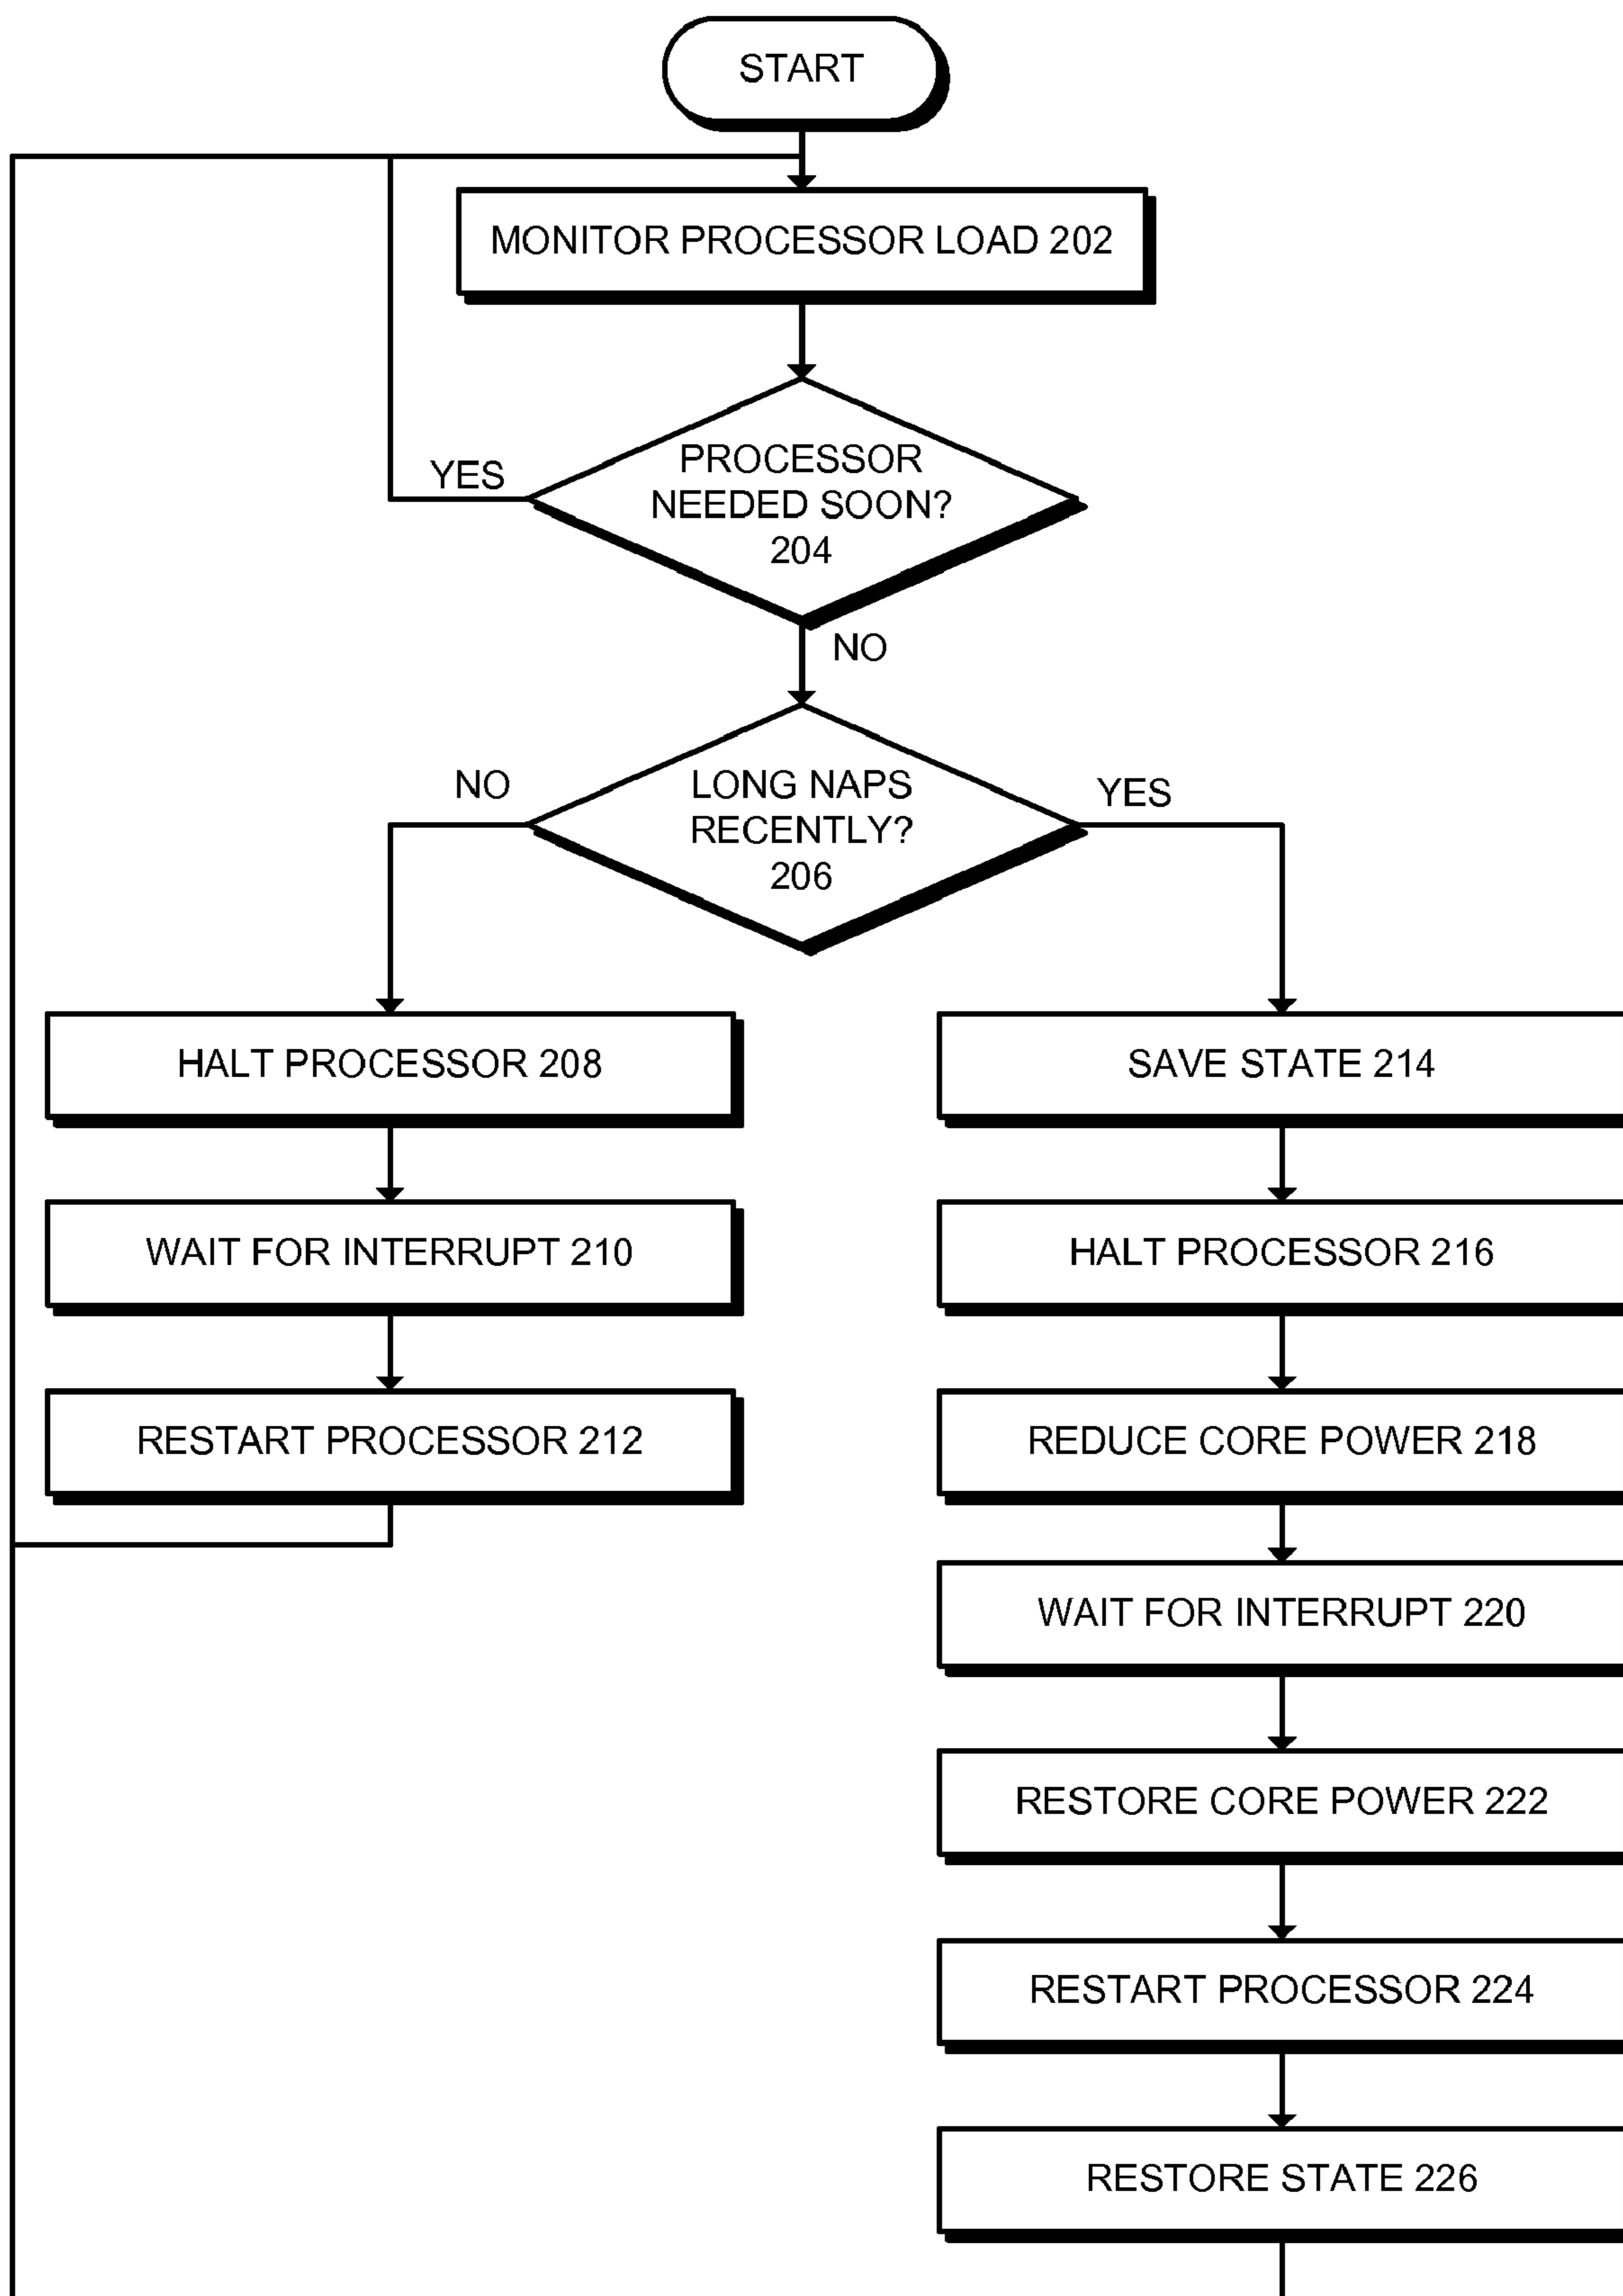 START
MONITOR PROCESSOR LOAD 202
PROCESSOR
NEEDED SOON?
204
YES
NO
LONG NAPS
RECENTLY?
206
NO
YES
HALT PROCESSOR 208
WAIT FOR INTERRUPT 210
RESTART PROCESSOR 212
SAVE STATE 214
HALT PROCESSOR 216
REDUCE CORE POWER 218
WAIT FOR INTERRUPT 220
RESTORE CORE POWER 222
RESTART PROCESSOR 224
RESTORE STATE 226